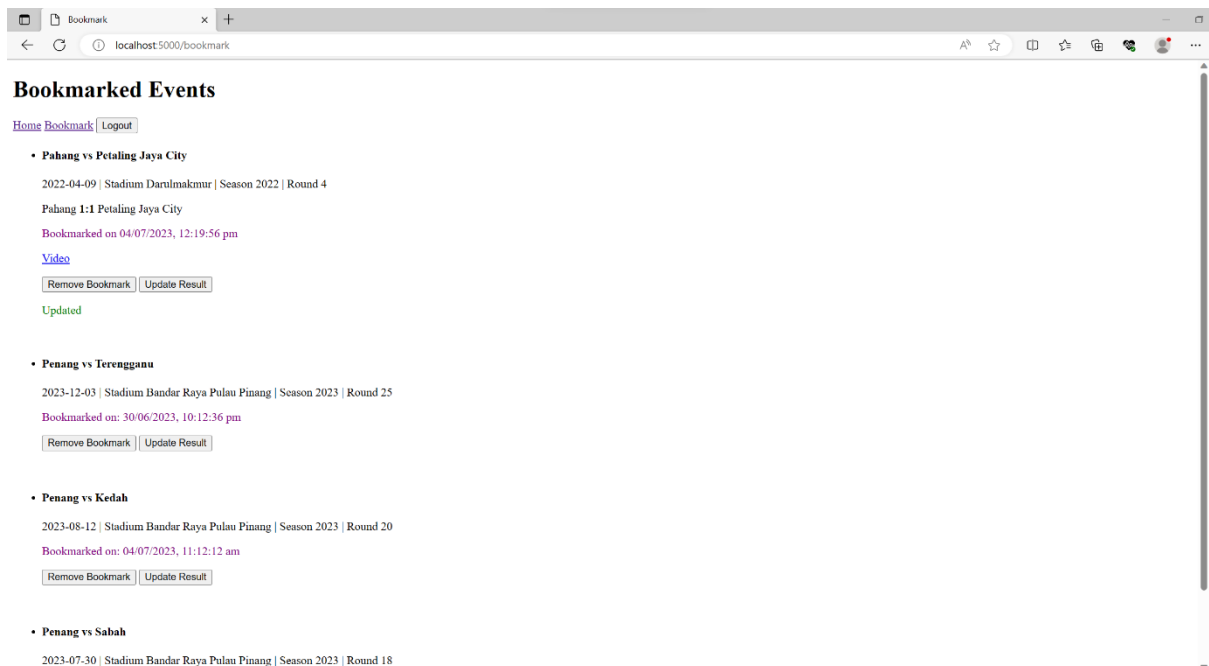 Bookmark
localhost:5000/bookmark
Bookmarked Events
Home Bookmark Logout
• Pahang vs Petaling Jaya City
2022-04-09 | Stadium Darulmakmur | Season 2022 | Round 4
Pahang 1:1 Petaling Jaya City
Bookmarked on 04/07/2023, 12:19:56 pm
Video
Remove Bookmark Update Result
Updated
• Penang vs Terengganu
2023-12-03 | Stadium Bandar Raya Pulau Pinang | Season 2023 | Round 25
Bookmarked on: 30/06/2023, 10:12:36 pm
Remove Bookmark Update Result
• Penang vs Kedah
2023-08-12 | Stadium Bandar Raya Pulau Pinang | Season 2023 | Round 20
Bookmarked on: 04/07/2023, 11:12:12 am
Remove Bookmark Update Result
• Penang vs Sabah
2023-07-30 | Stadium Bandar Raya Pulau Pinang | Season 2023 | Round 18